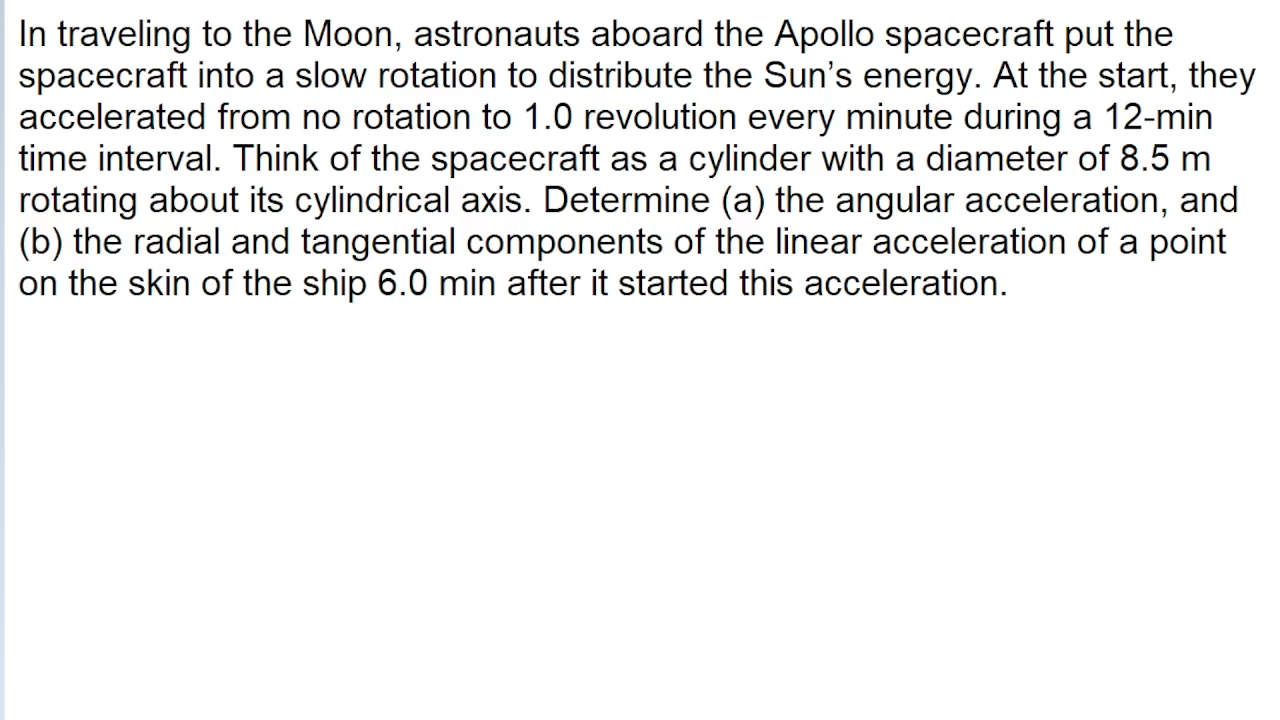 In traveling to the Moon, astronauts aboard the Apollo spacecraft put the
spacecraft into a slow rotation to distribute the Sun’s energy. At the start, they
accelerated from no rotation to 1.0 revolution every minute during a 12-min
time interval. Think of the spacecraft as a cylinder with a diameter of 8.5 m
rotating about its cylindrical axis. Determine (a) the angular acceleration, and
(b) the radial and tangential components of the linear acceleration of a point
on the skin of the ship 6.0 min after it started this acceleration.